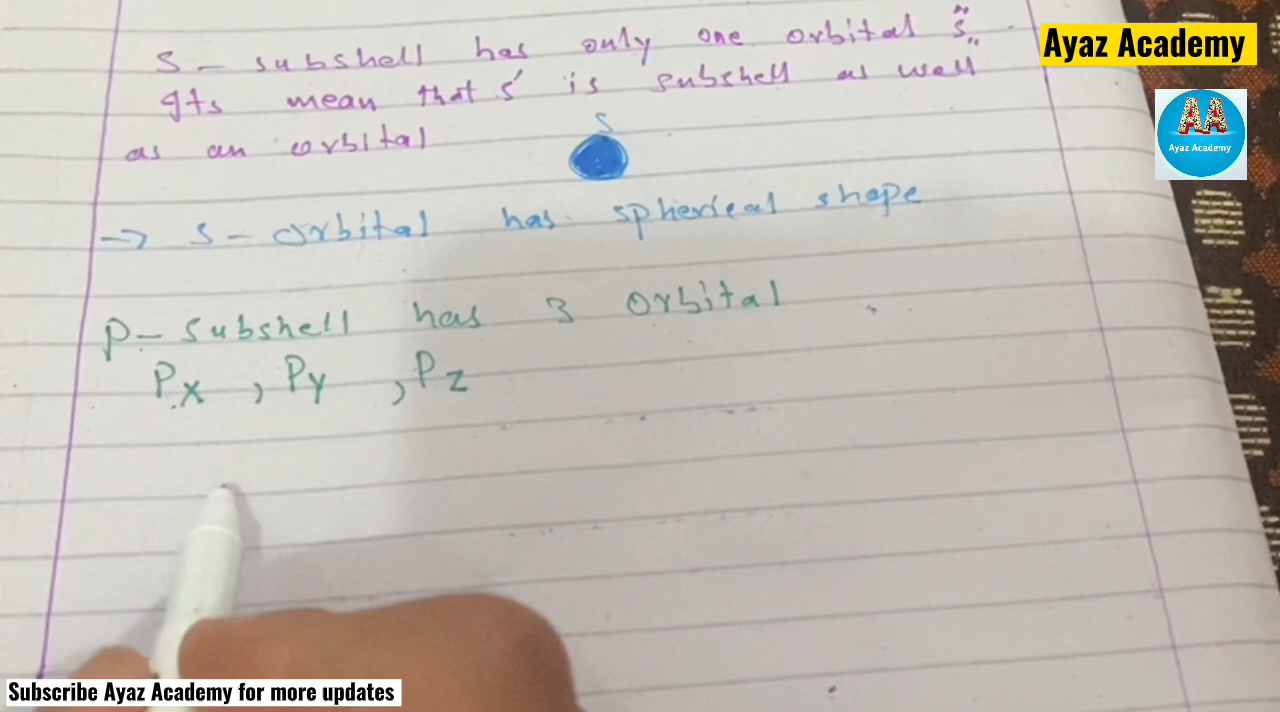 s - subshell has only one orbital "s"
Its mean that s' is subshell as well
as an orbital
s
→ s - orbital has spherical shape
P - subshell has 3 orbital
Px , Py , Pz
Ayaz Academy
AA
Ayaz Academy
Subscribe Ayaz Academy for more updates